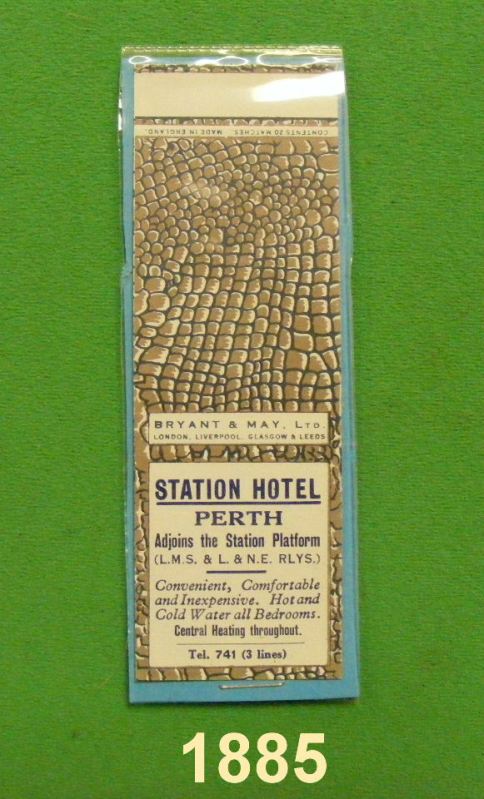 CONTENTS 20 MATCHES. MADE IN ENGLAND.
BRYANT & MAY, LTD.
LONDON, LIVERPOOL, GLASGOW & LEEDS
STATION HOTEL
PERTH
Adjoins the Station Platform
(L.M.S. & L. & N.E. RLYS.)
Convenient, Comfortable
and Inexpensive. Hot and
Cold Water all Bedrooms.
Central Heating throughout.
Tel. 741 (3 lines)
1885